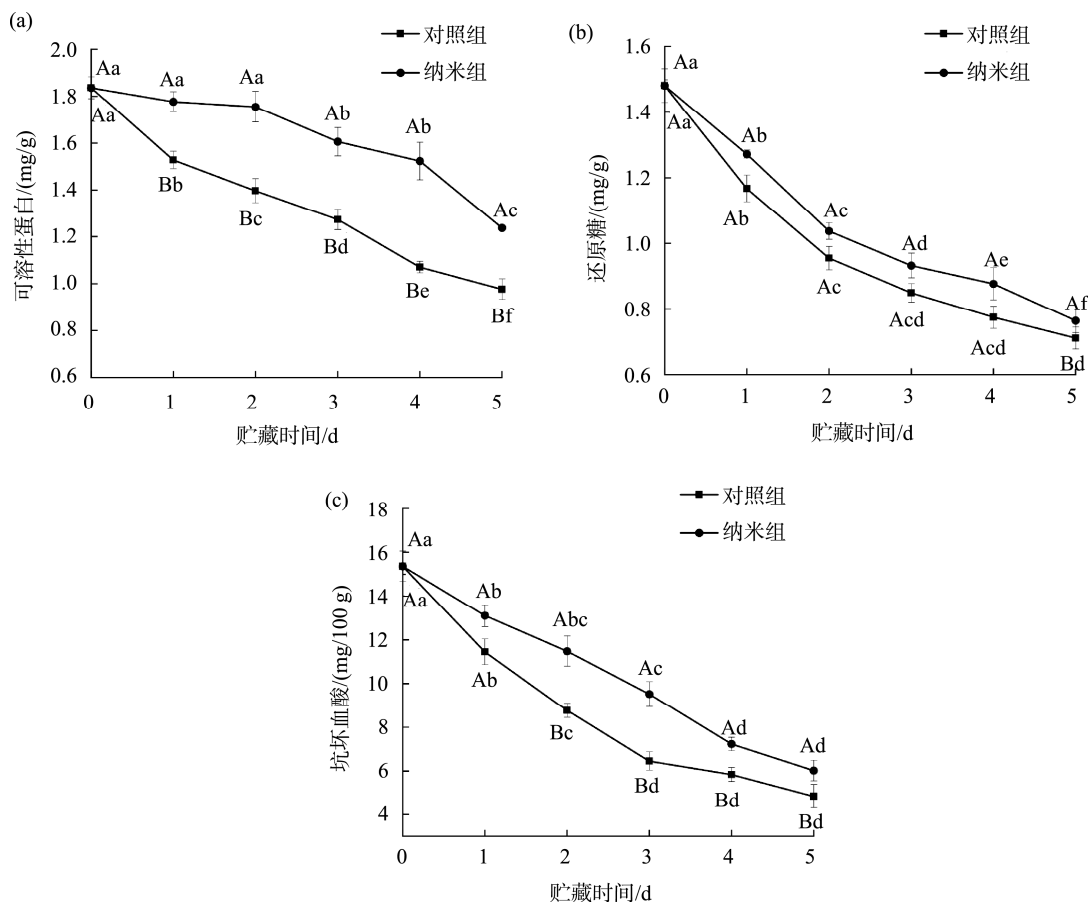 (a)
对照组
纳米组
2.0
1.8
1.6
1.4
1.2
1.0
0.8
0.6
可溶性蛋白/(mg/g)
Aa
Aa
Aa
Ab
Ab
Ac
Aa
Bb
Bc
Bd
Be
Bf
0 1 2 3 4 5
贮藏时间/d
(b)
对照组
纳米组
1.6
1.4
1.2
1.0
0.8
0.6
还原糖/(mg/g)
Aa
Ab
Ac
Ad
Ae
Af
Aa
Ab
Ac
Acd
Acd
Bd
0 1 2 3 4 5
贮藏时间/d
(c)
对照组
纳米组
18
16
14
12
10
8
6
4
坑坏血酸/(mg/100 g)
Aa
Ab
Abc
Ac
Ad
Ad
Aa
Ab
Bc
Bd
Bd
Bd
0 1 2 3 4 5
贮藏时间/d